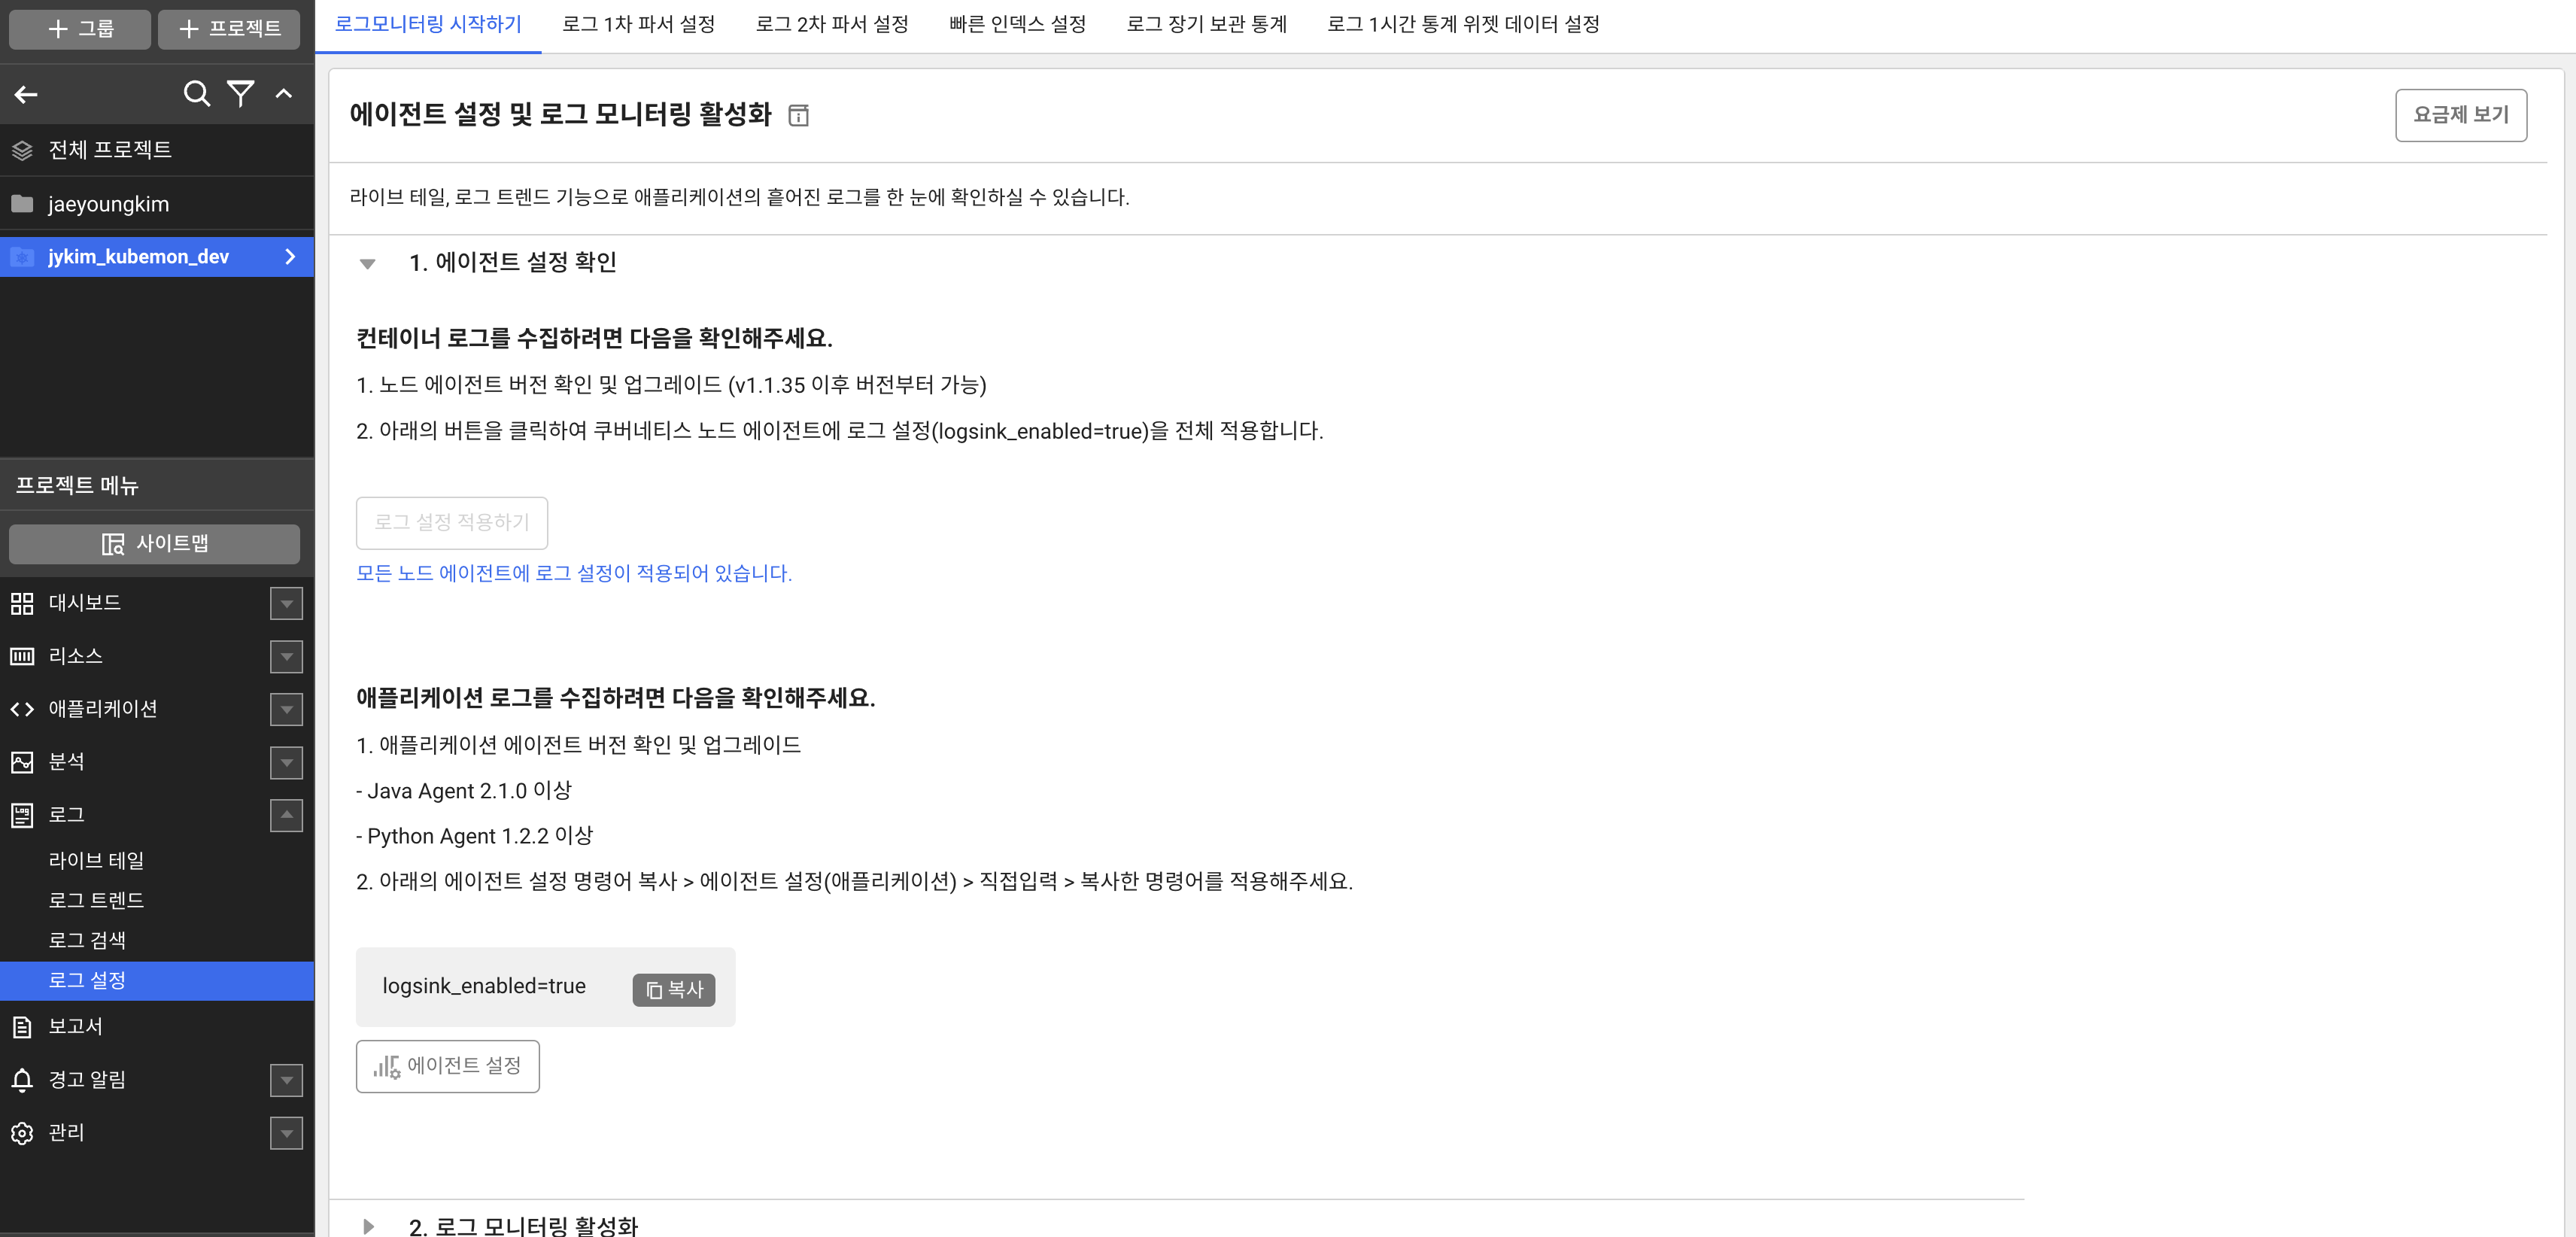 그룹
프로젝트
전체 프로젝트
jaeyoungkim
jykim_kubemon_dev
프로젝트 메뉴
사이트맵
대시보드
리소스
애플리케이션
분석
로그
라이브 테일
로그 트렌드
로그 검색
로그 설정
보고서
경고 알림
관리
로그모니터링 시작하기 로그 1차 파서 설정 로그 2차 파서 설정 빠른 인덱스 설정 로그 장기 보관 통계 로그 1시간 통계 위젯 데이터 설정
에이전트 설정 및 로그 모니터링 활성화
요금제 보기
라이브 테일, 로그 트렌드 기능으로 애플리케이션의 흩어진 로그를 한 눈에 확인하실 수 있습니다.
1. 에이전트 설정 확인
컨테이너 로그를 수집하려면 다음을 확인해주세요.
1. 노드 에이전트 버전 확인 및 업그레이드 (v1.1.35 이후 버전부터 가능)
2. 아래의 버튼을 클릭하여 쿠버네티스 노드 에이전트에 로그 설정(logsink_enabled=true)을 전체 적용합니다.
로그 설정 적용하기
모든 노드 에이전트에 로그 설정이 적용되어 있습니다.
애플리케이션 로그를 수집하려면 다음을 확인해주세요.
1. 애플리케이션 에이전트 버전 확인 및 업그레이드
- Java Agent 2.1.0 이상
- Python Agent 1.2.2 이상
2. 아래의 에이전트 설정 명령어 복사 > 에이전트 설정(애플리케이션) > 직접입력 > 복사한 명령어를 적용해주세요.
logsink_enabled=true 복사
에이전트 설정
2. 로그 모니터링 활성화